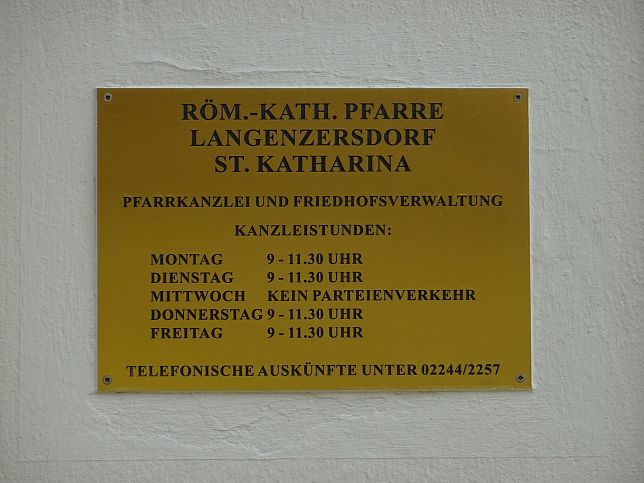 RÖM.-KATH. PFARRE
LANGENZERSDORF
ST. KATHARINA
PFARRKANZLEI UND FRIEDHOFSVERWALTUNG
KANZLEISTUNDEN:
MONTAG 9 - 11.30 UHR
DIENSTAG 9 - 11.30 UHR
MITTWOCH KEIN PARTEIENVERKEHR
DONNERSTAG 9 - 11.30 UHR
FREITAG 9 - 11.30 UHR
TELEFONISCHE AUSKÜNFTE UNTER 02244/2257